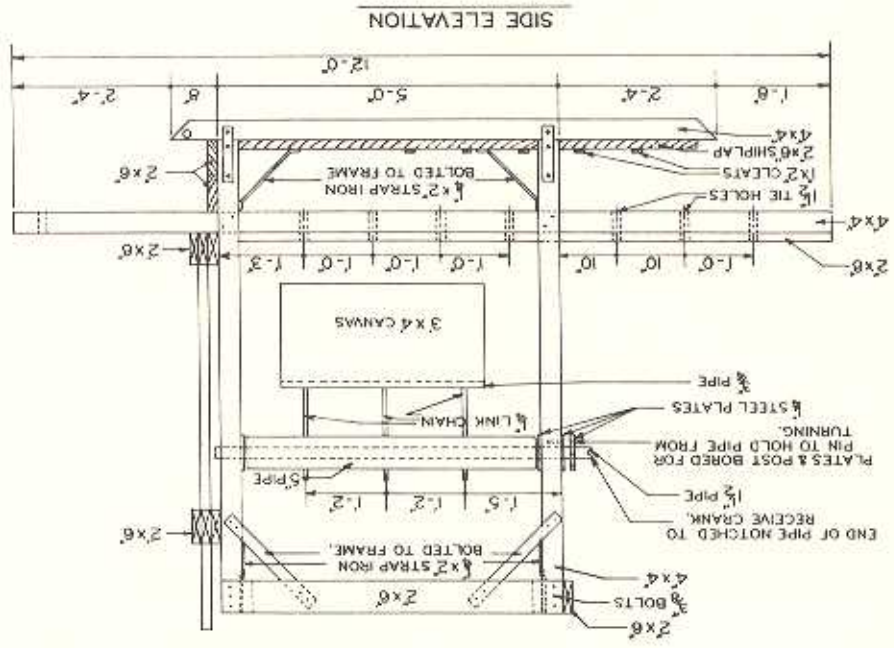 2"x6"
3/8" BOLTS
2"x6"
4"x4"
1/4"x2" STRAP IRON
BOLTED TO FRAME.
END OF PIPE NOTCHED TO
RECEIVE CRANK.
1½" PIPE
1'-5" 1'-2" 1'-2"
2"x6"
5" PIPE
PLATES & POST BORED FOR
PIN TO HOLD PIPE FROM
TURNING.
¼" STEEL PLATES
¼" LINK CHAIN
¾" PIPE
3'x4' CANVAS
2"x6"
1'-0" 10" 10" 1'-0" 1'-0" 1'-0" 1'-3"
2"x6"
4"x4"
1½" TIE HOLES
1"x2" CLEATS
2"x6" SHIPLAP
4"x4"
¼"x2" STRAP IRON
BOLTED TO FRAME
2"x6"
1'-8" 2'-4" 5'-0" 8" 2'-4"
12'-0"
SIDE ELEVATION